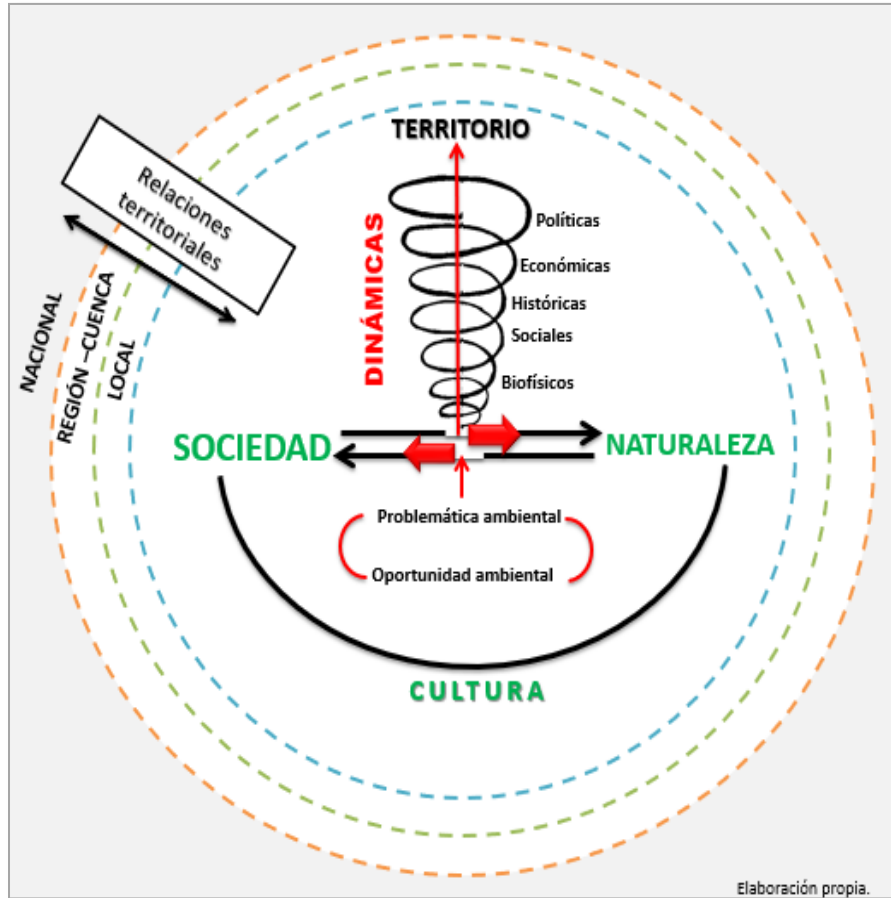 TERRITORIO
Relaciones
territoriales
NACIONAL
REGIÓN –CUENCA
LOCAL
DINÁMICAS
Políticas
Económicas
Históricas
Sociales
Biofísicos
SOCIEDAD
NATURALEZA
Problemática ambiental
Oportunidad ambiental
CULTURA
Elaboración propia.